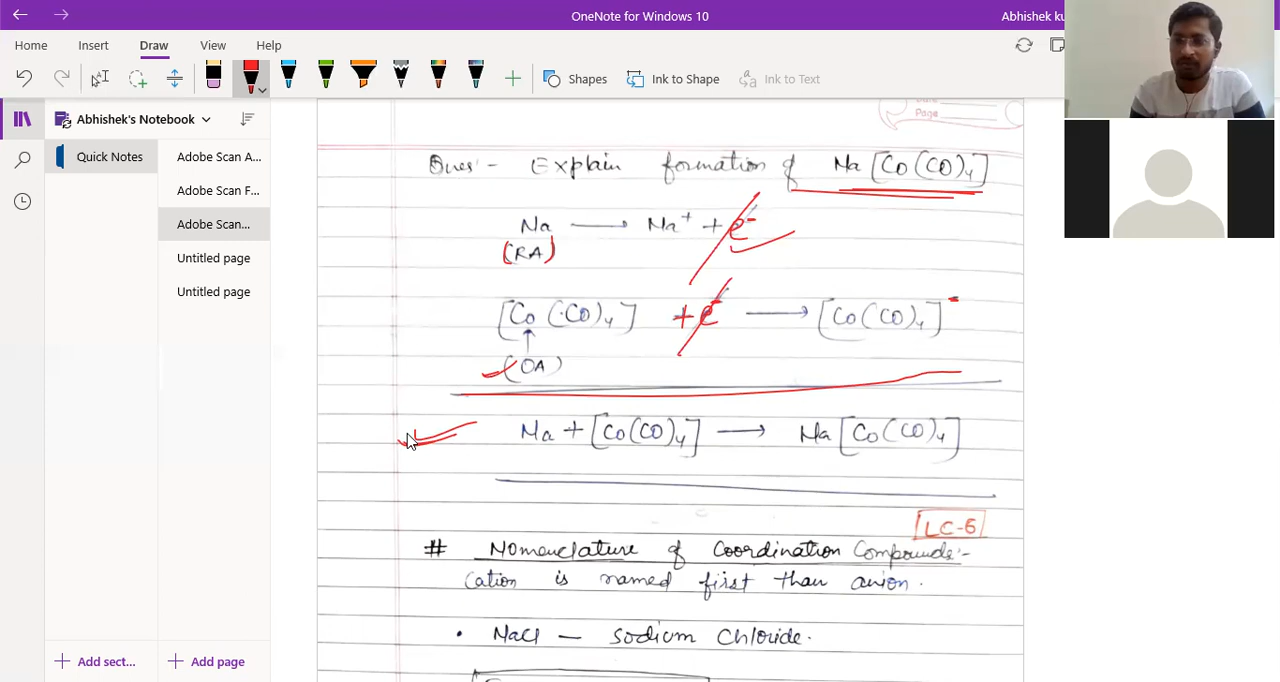 OneNote for Windows 10
Abhishek ku
Home Insert Draw View Help
Shapes Ink to Shape Ink to Text
Abhishek's Notebook
Quick Notes
Adobe Scan A...
Adobe Scan F...
Adobe Scan...
Untitled page
Untitled page
Add sect...
Add page
Page
Ques:- Explain formation of Na[Co(CO)₄]
Na ⟶ Na⁺ + e⁻
(RA)
[Co(CO)₄] + e⁻ ⟶ [Co(CO)₄]⁻
↑
(OA)
Na + [Co(CO)₄] ⟶ Na[Co(CO)₄]
LC-6
# Nomenclature of Coordination Compounds:-
Cation is named first than anion.
• NaCl — Sodium Chloride.